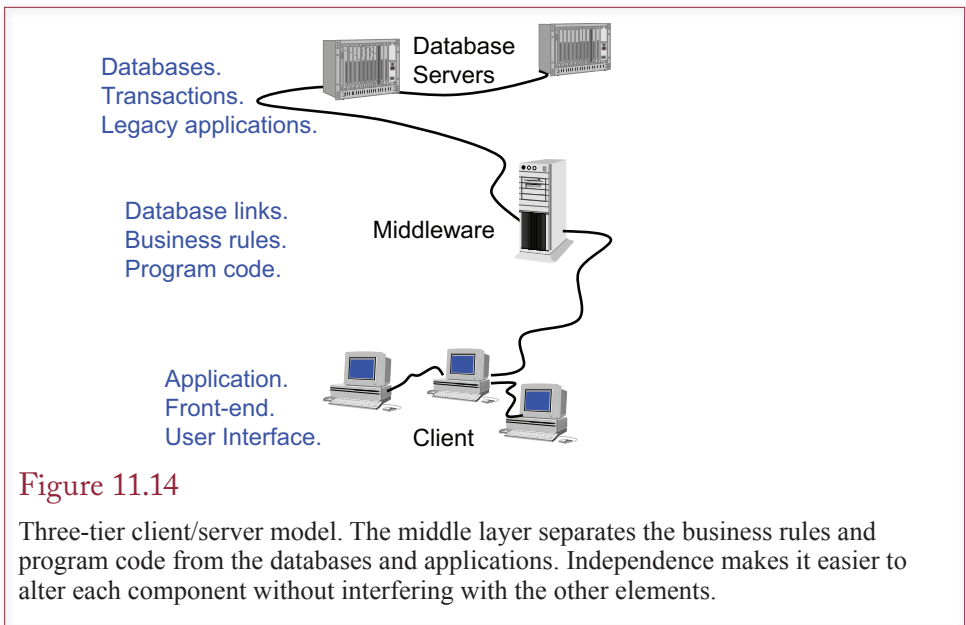 Databases.
Transactions.
Legacy applications.
Database
Servers
Database links.
Business rules.
Program code.
Middleware
Application.
Front-end.
User Interface.
Client
Figure 11.14
Three-tier client/server model. The middle layer separates the business rules and
program code from the databases and applications. Independence makes it easier to
alter each component without interfering with the other elements.